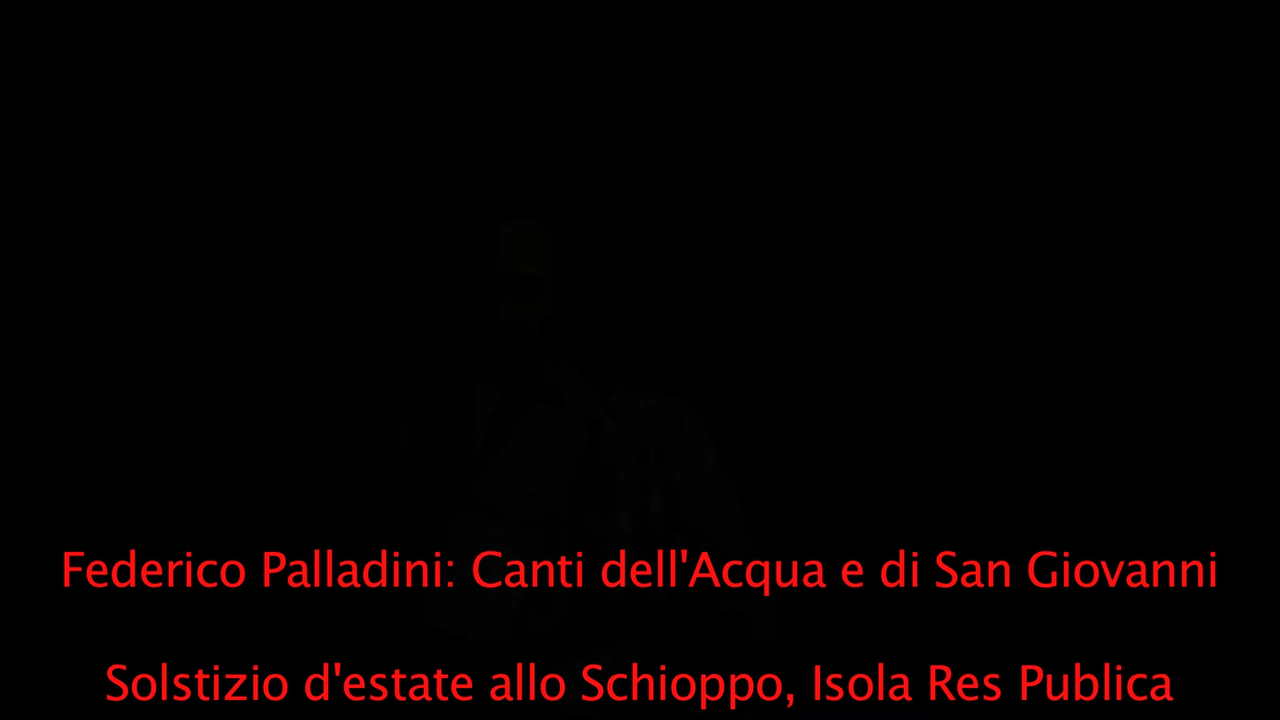 Federico Palladini: Canti dell'Acqua e di San Giovanni
Solstizio d'estate allo Schioppo, Isola Res Publica